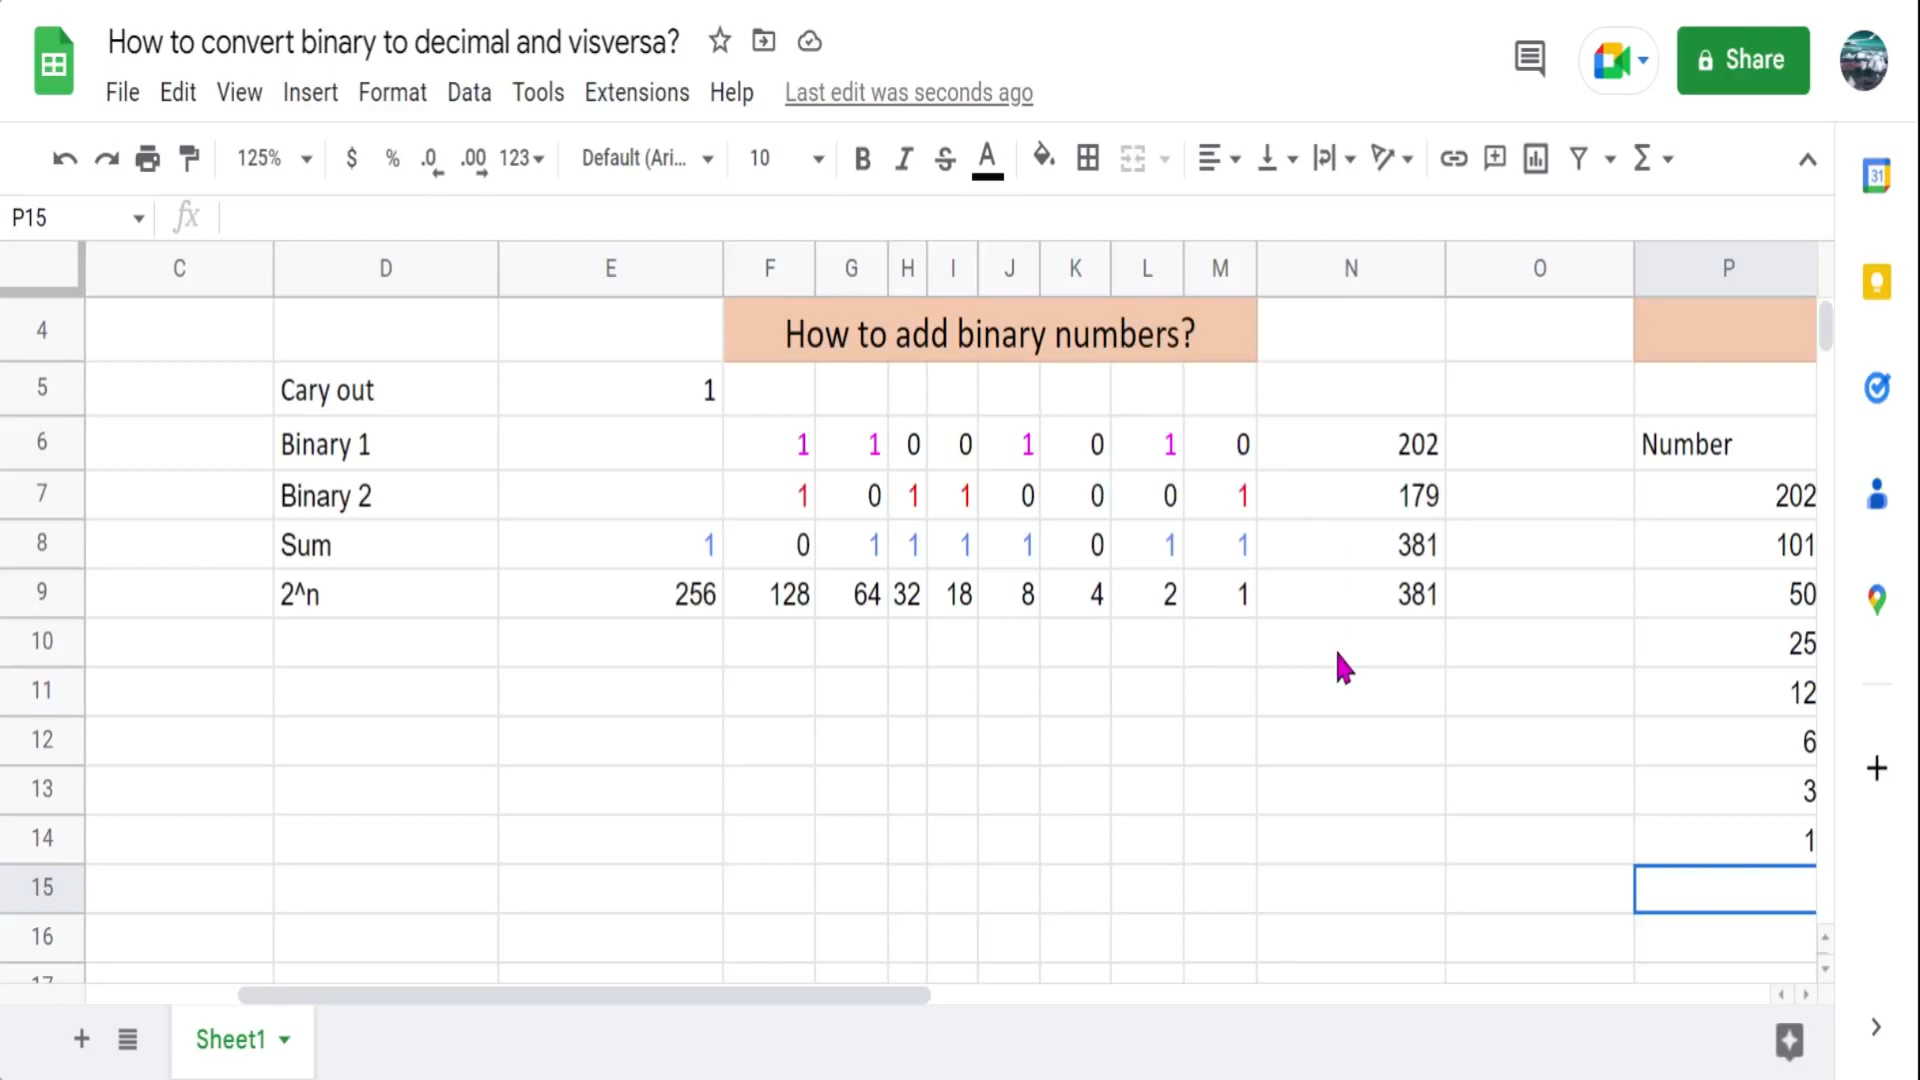 How to convert binary to decimal and visversa?
File Edit View Insert Format Data Tools Extensions Help Last edit was seconds ago
Share
125% $ % .0 .00 123 Default (Ari... 10 B I S A
31
P15 fx
C D E F G H I J K L M N O P
4 How to add binary numbers?
5 Cary out 1
6 Binary 1 1 1 0 0 1 0 1 0 202 Number
7 Binary 2 1 0 1 1 0 0 0 1 179 202
8 Sum 1 0 1 1 1 1 0 1 1 381 101
9 2^n 256 128 64 32 18 8 4 2 1 381 50
10 25
11 12
12 6
13 3
14 1
15
16
17
Sheet1